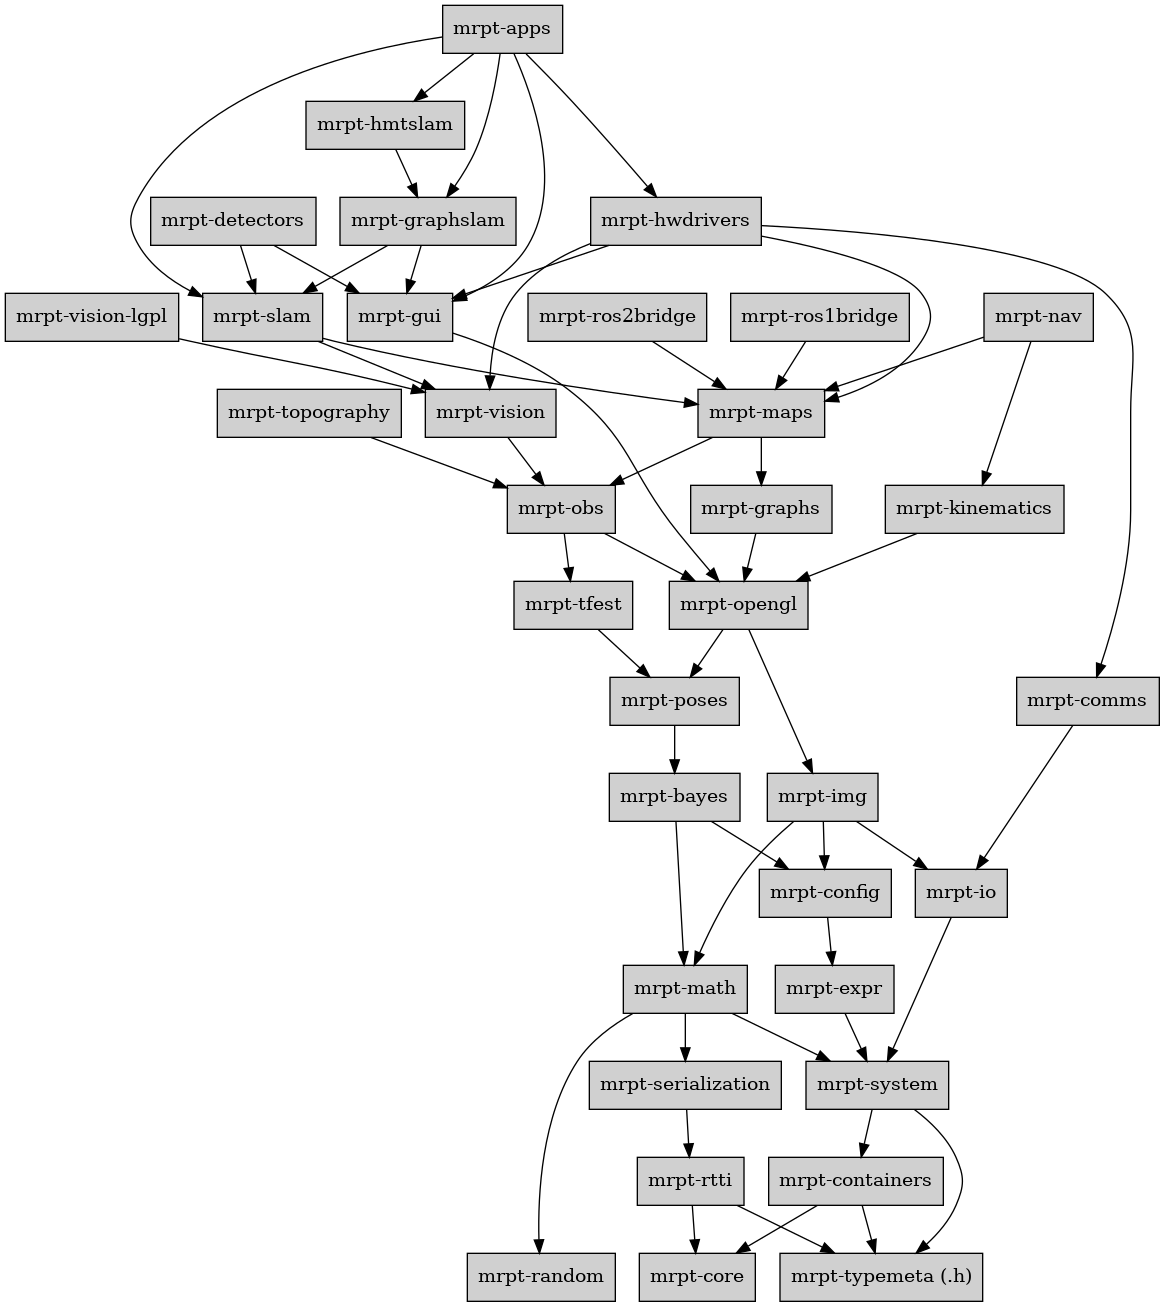 mrpt-apps
mrpt-hmtslam
mrpt-detectors
mrpt-graphslam
mrpt-hwdrivers
mrpt-vision-lgpl
mrpt-slam
mrpt-gui
mrpt-ros2bridge
mrpt-ros1bridge
mrpt-nav
mrpt-topography
mrpt-vision
mrpt-maps
mrpt-obs
mrpt-graphs
mrpt-kinematics
mrpt-tfest
mrpt-opengl
mrpt-poses
mrpt-comms
mrpt-bayes
mrpt-img
mrpt-config
mrpt-io
mrpt-math
mrpt-expr
mrpt-serialization
mrpt-system
mrpt-rtti
mrpt-containers
mrpt-random
mrpt-core
mrpt-typemeta (.h)